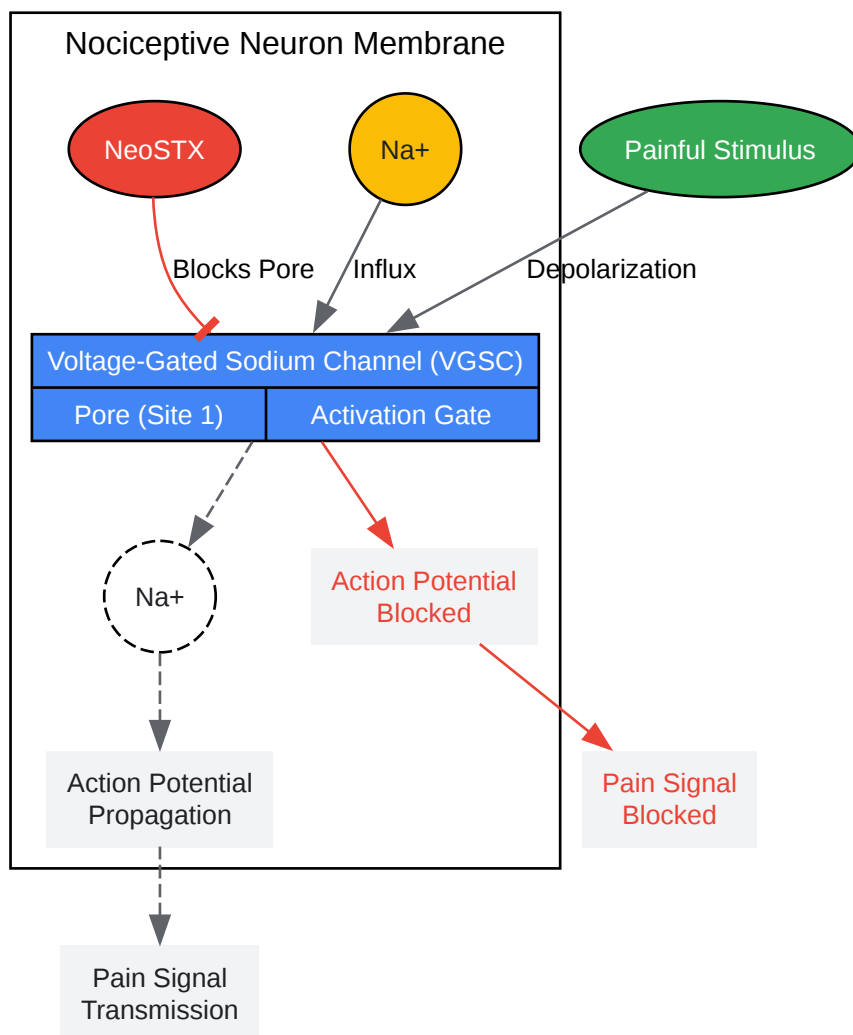 Nociceptive Neuron Membrane
NeoSTX
Na+
Painful Stimulus
Blocks Pore
Influx
Depolarization
Voltage-Gated Sodium Channel (VGSC)
Pore (Site 1)
Activation Gate
Na+
Action Potential
Blocked
Action Potential
Propagation
Pain Signal
Blocked
Pain Signal
Transmission